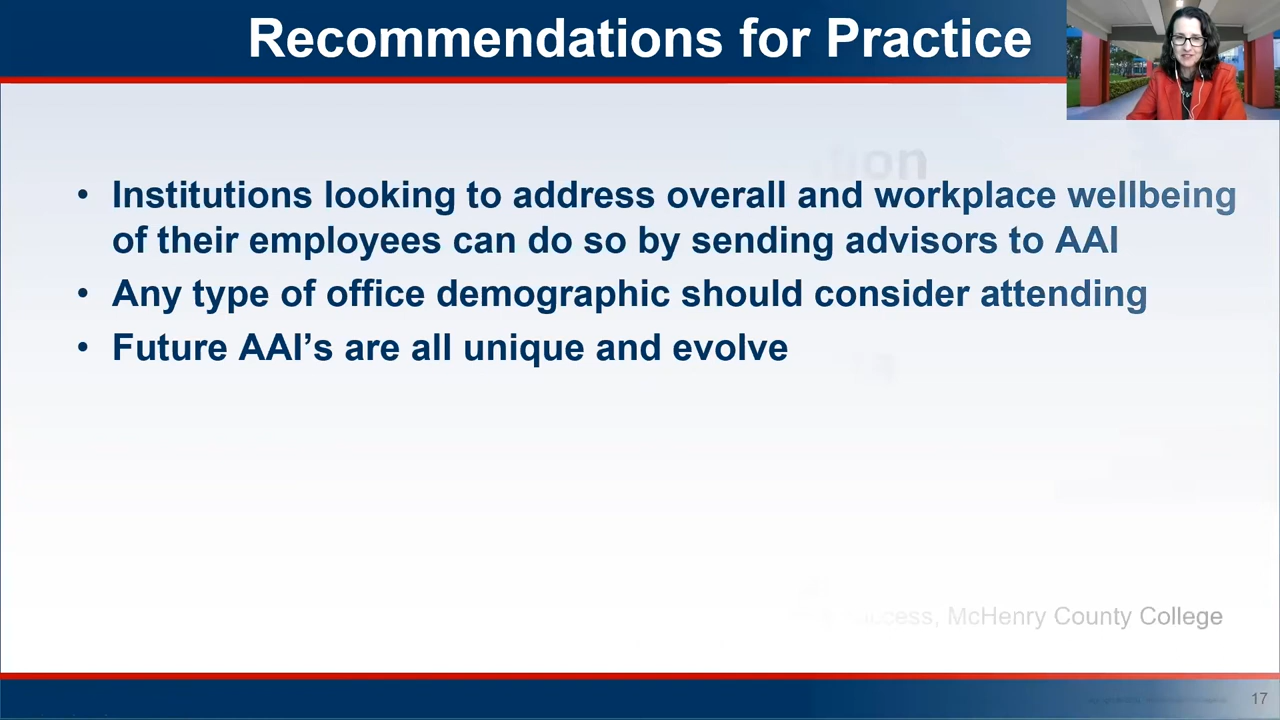 Recommendations for Practice
• Institutions looking to address overall and workplace wellbeing
of their employees can do so by sending advisors to AAI
• Any type of office demographic should consider attending
• Future AAI’s are all unique and evolve
McHenry County College
17